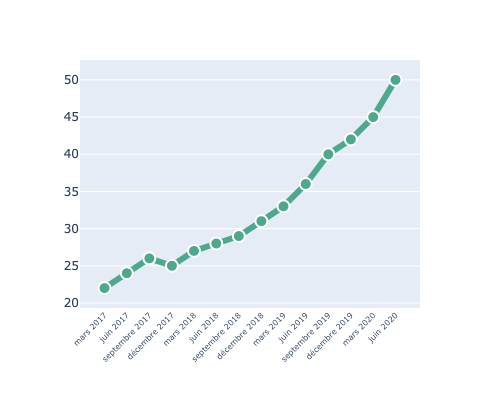 50
45
40
35
30
25
20
mars 2017
juin 2017
septembre 2017
décembre 2017
mars 2018
juin 2018
septembre 2018
décembre 2018
mars 2019
juin 2019
septembre 2019
décembre 2019
mars 2020
juin 2020